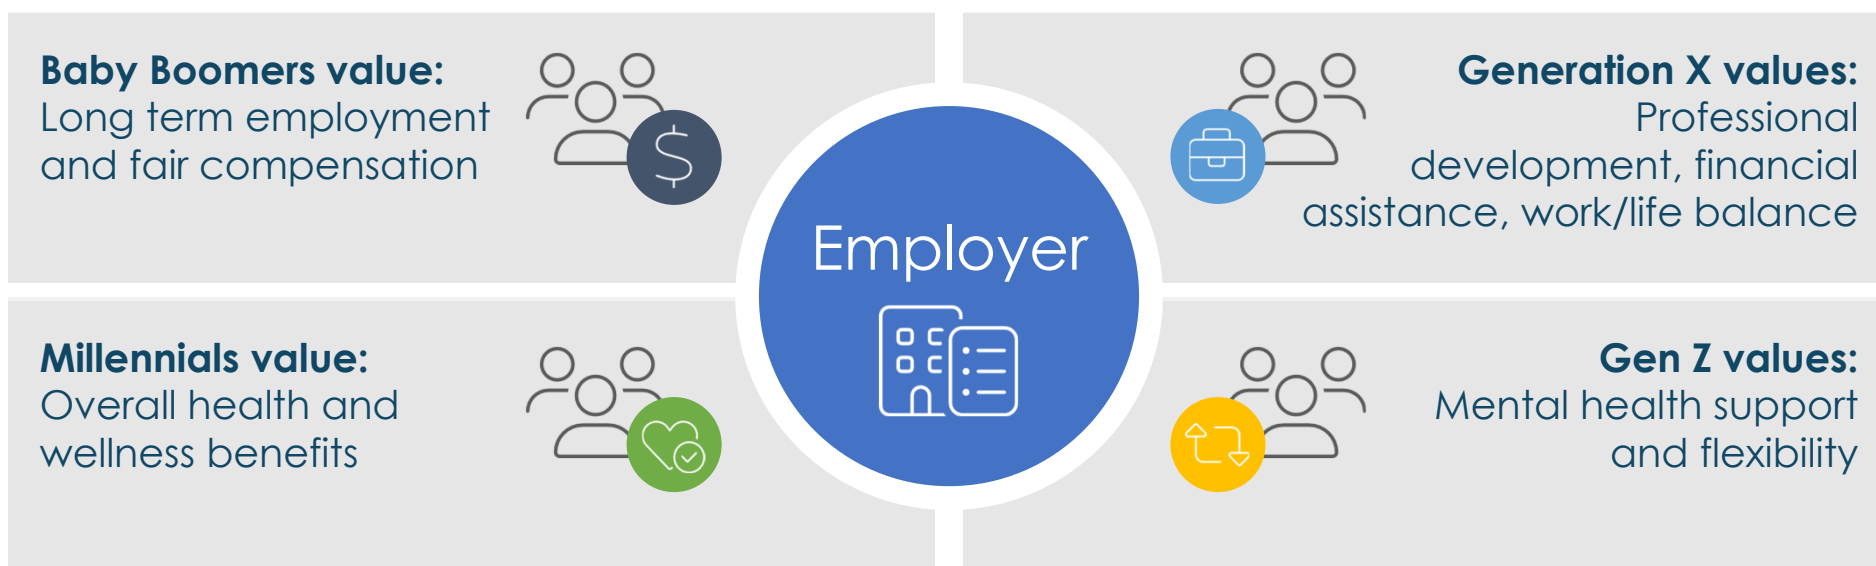 Baby Boomers value:
Long term employment
and fair compensation
Generation X values:
Professional
development, financial
assistance, work/life balance
Employer
Millennials value:
Overall health and
wellness benefits
Gen Z values:
Mental health support
and flexibility